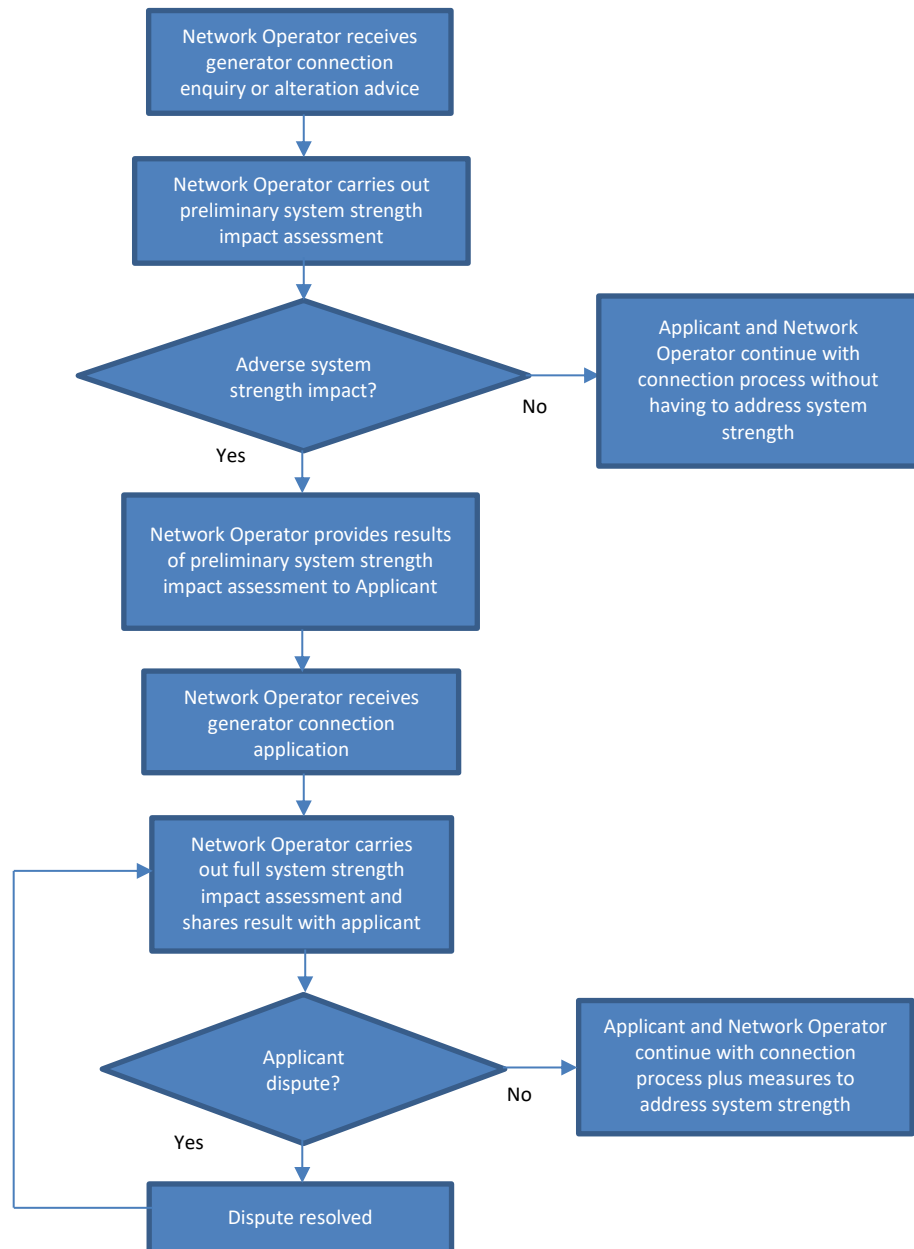 Network Operator receives
generator connection
enquiry or alteration advice
Network Operator carries out
preliminary system strength
impact assessment
Adverse system
strength impact?
No
Applicant and Network
Operator continue with
connection process without
having to address system
strength
Yes
Network Operator provides results
of preliminary system strength
impact assessment to Applicant
Network Operator receives
generator connection
application
Network Operator carries
out full system strength
impact assessment and
shares result with applicant
Applicant
dispute?
No
Applicant and Network Operator
continue with connection
process plus measures to
address system strength
Yes
Dispute resolved